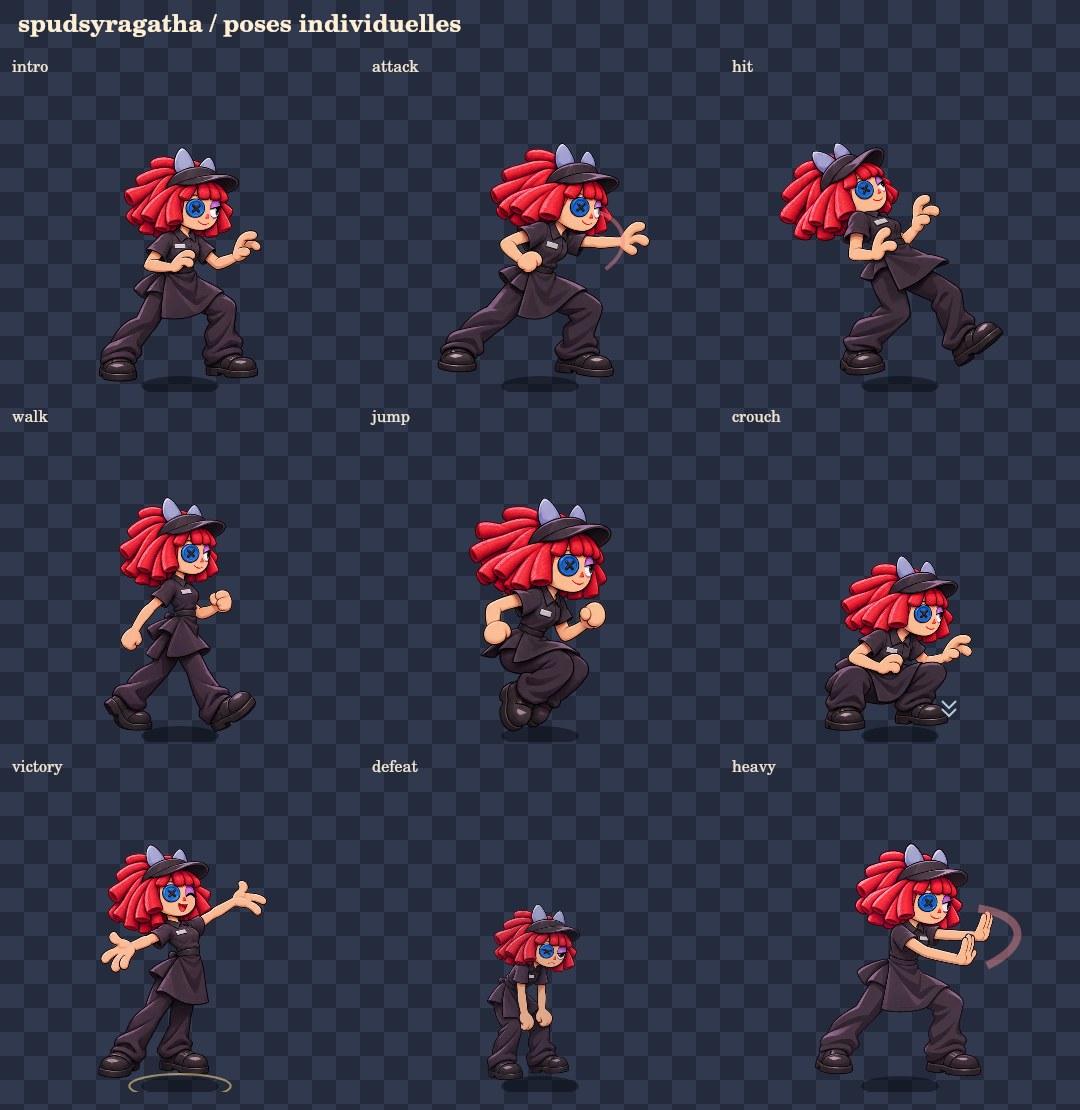 spudsyragatha / poses individuelles
intro
attack
hit
walk
jump
crouch
victory
defeat
heavy